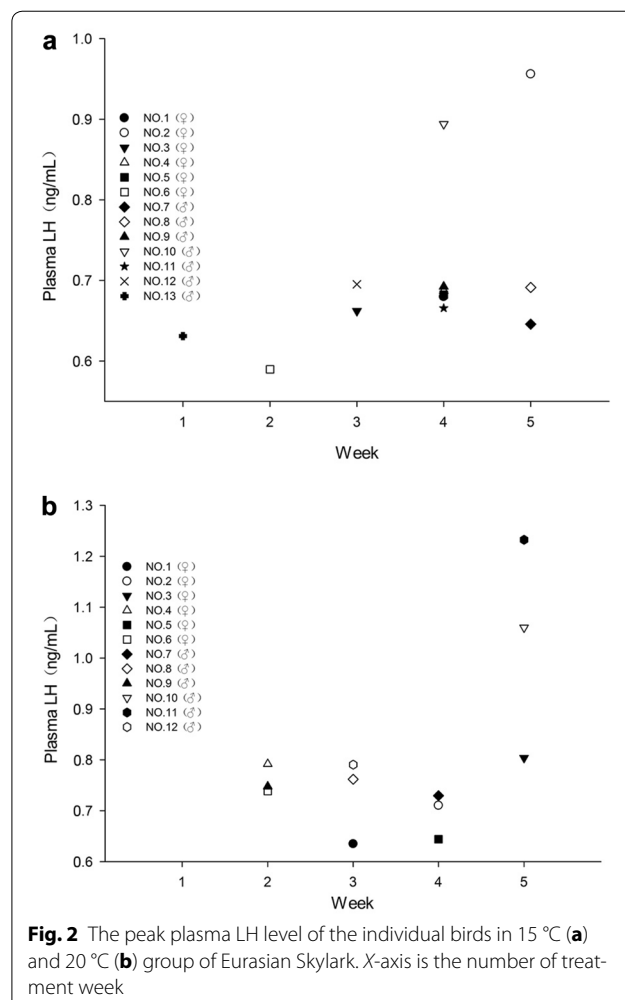 a
1.0
0.9
0.8
0.7
0.6
Plasma LH（ng/mL）
NO.1 (♀)
NO.2 (♀)
NO.3 (♀)
NO.4 (♀)
NO.5 (♀)
NO.6 (♀)
NO.7 (♂)
NO.8 (♂)
NO.9 (♂)
NO.10 (♂)
NO.11 (♂)
NO.12 (♂)
NO.13 (♂)
1 2 3 4 5
Week
b
1.3
1.2
1.1
1.0
0.9
0.8
0.7
0.6
Plasma LH（ng/mL）
NO.1 (♀)
NO.2 (♀)
NO.3 (♀)
NO.4 (♀)
NO.5 (♀)
NO.6 (♀)
NO.7 (♂)
NO.8 (♂)
NO.9 (♂)
NO.10 (♂)
NO.11 (♂)
NO.12 (♂)
1 2 3 4 5
Week
Fig. 2 The peak plasma LH level of the individual birds in 15 °C (a)
and 20 °C (b) group of Eurasian Skylark. X-axis is the number of treat-
ment week